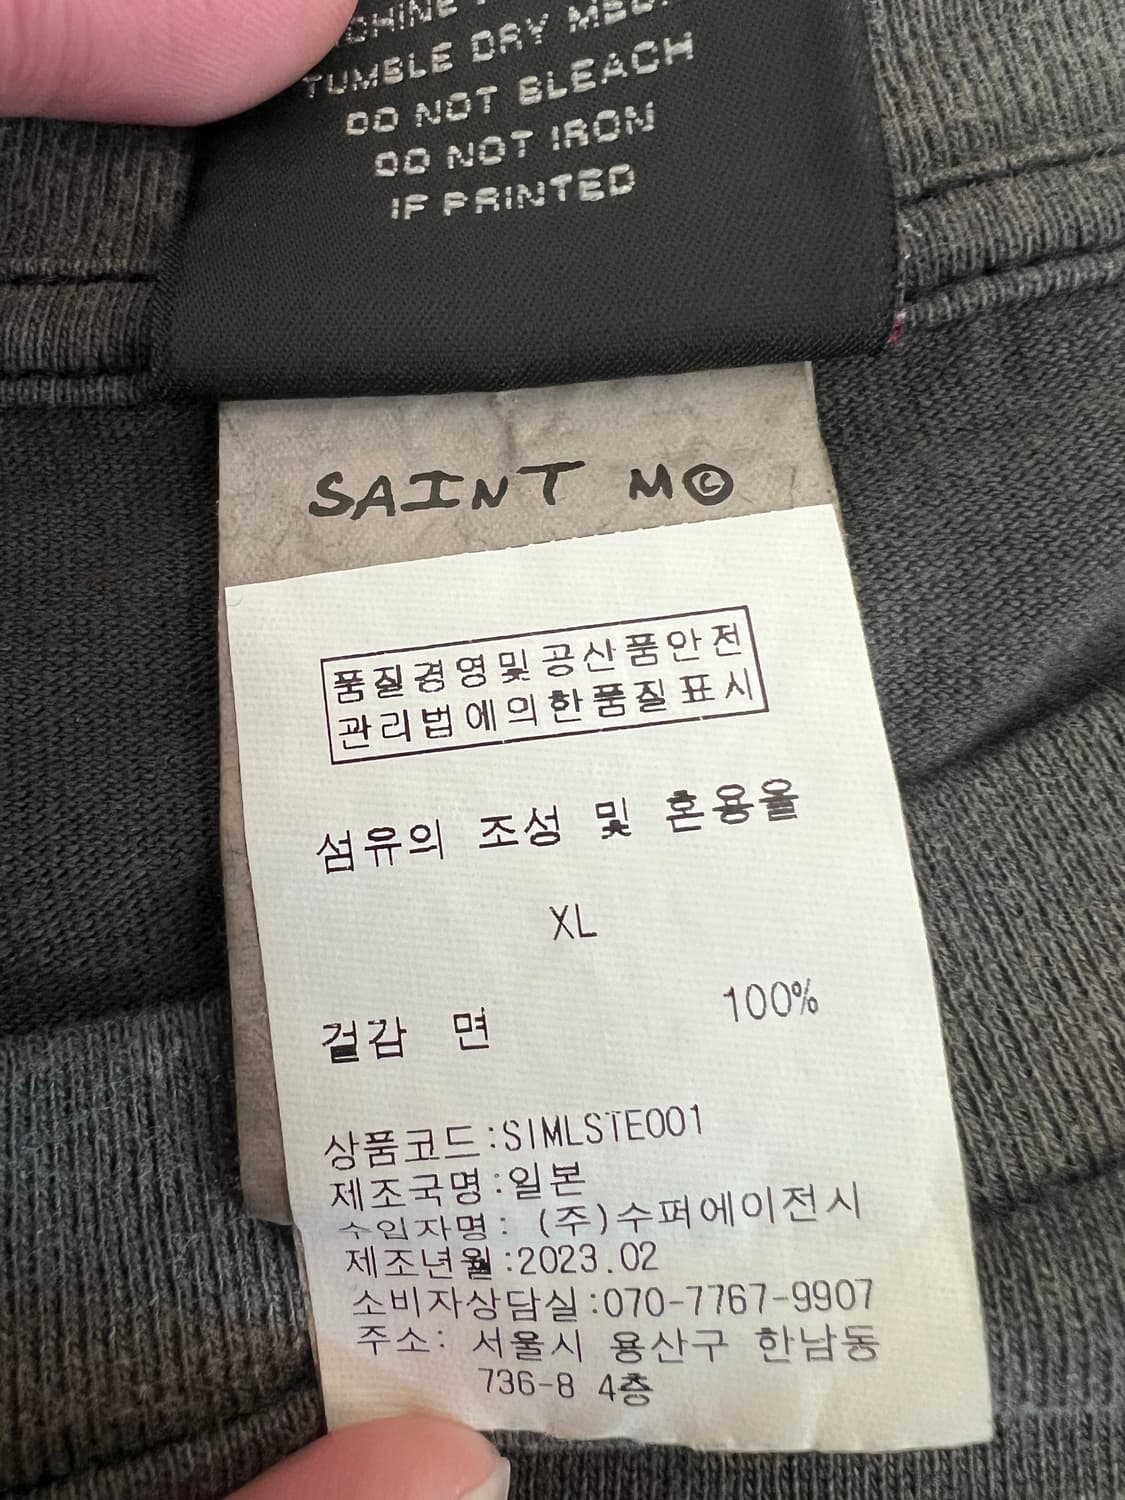 TUMBLE DRY MED.
DO NOT BLEACH
DO NOT IRON
IF PRINTED
SAINT M©
품질경영및공산품안전
관리법에의한품질표시
섬유의 조성 및 혼용율
XL
겉감 면 100%
상품코드:SIMLSTE001
제조국명:일본
수입자명: (주)수퍼에이전시
제조년월:2023.02
소비자상담실:070-7767-9907
주소: 서울시 용산구 한남동
736-8 4층